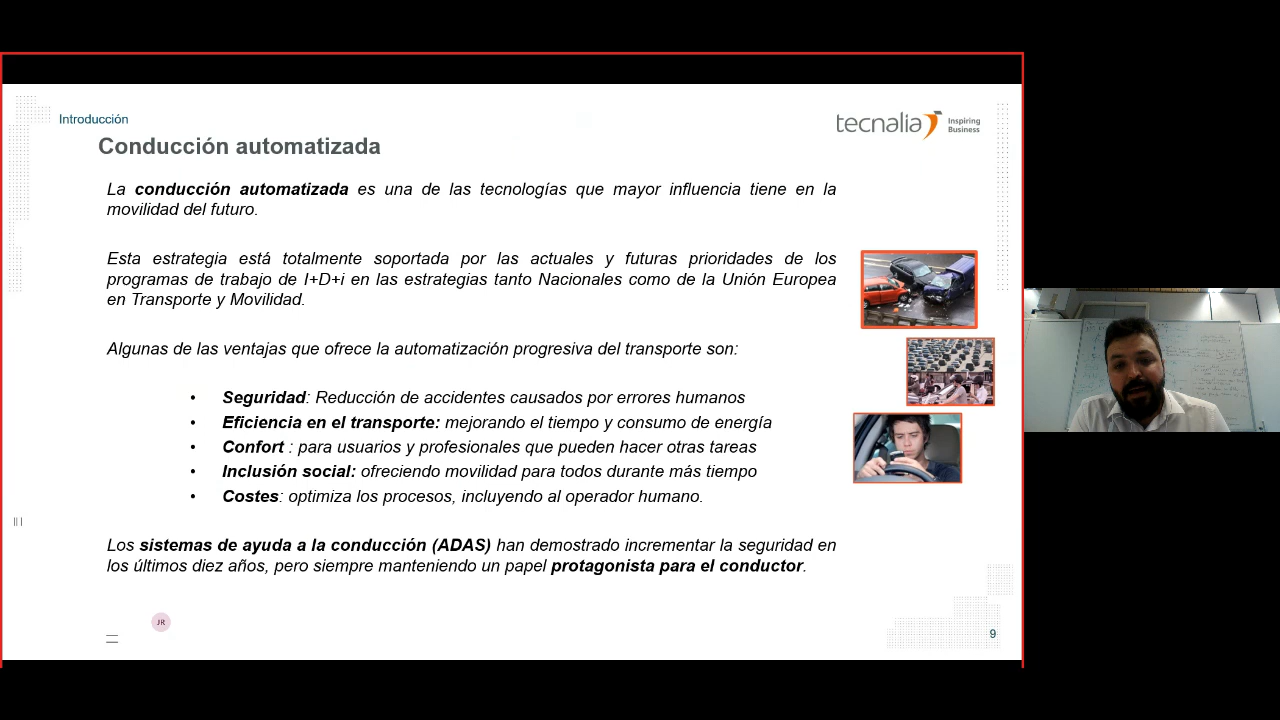 Introducción
tecnalia
Inspiring
Business
Conducción automatizada
La conducción automatizada es una de las tecnologías que mayor influencia tiene en la
movilidad del futuro.
Esta estrategia está totalmente soportada por las actuales y futuras prioridades de los
programas de trabajo de I+D+i en las estrategias tanto Nacionales como de la Unión Europea
en Transporte y Movilidad.
Algunas de las ventajas que ofrece la automatización progresiva del transporte son:
• Seguridad: Reducción de accidentes causados por errores humanos
• Eficiencia en el transporte: mejorando el tiempo y consumo de energía
• Confort : para usuarios y profesionales que pueden hacer otras tareas
• Inclusión social: ofreciendo movilidad para todos durante más tiempo
• Costes: optimiza los procesos, incluyendo al operador humano.
Los sistemas de ayuda a la conducción (ADAS) han demostrado incrementar la seguridad en
los últimos diez años, pero siempre manteniendo un papel protagonista para el conductor.
JR
9